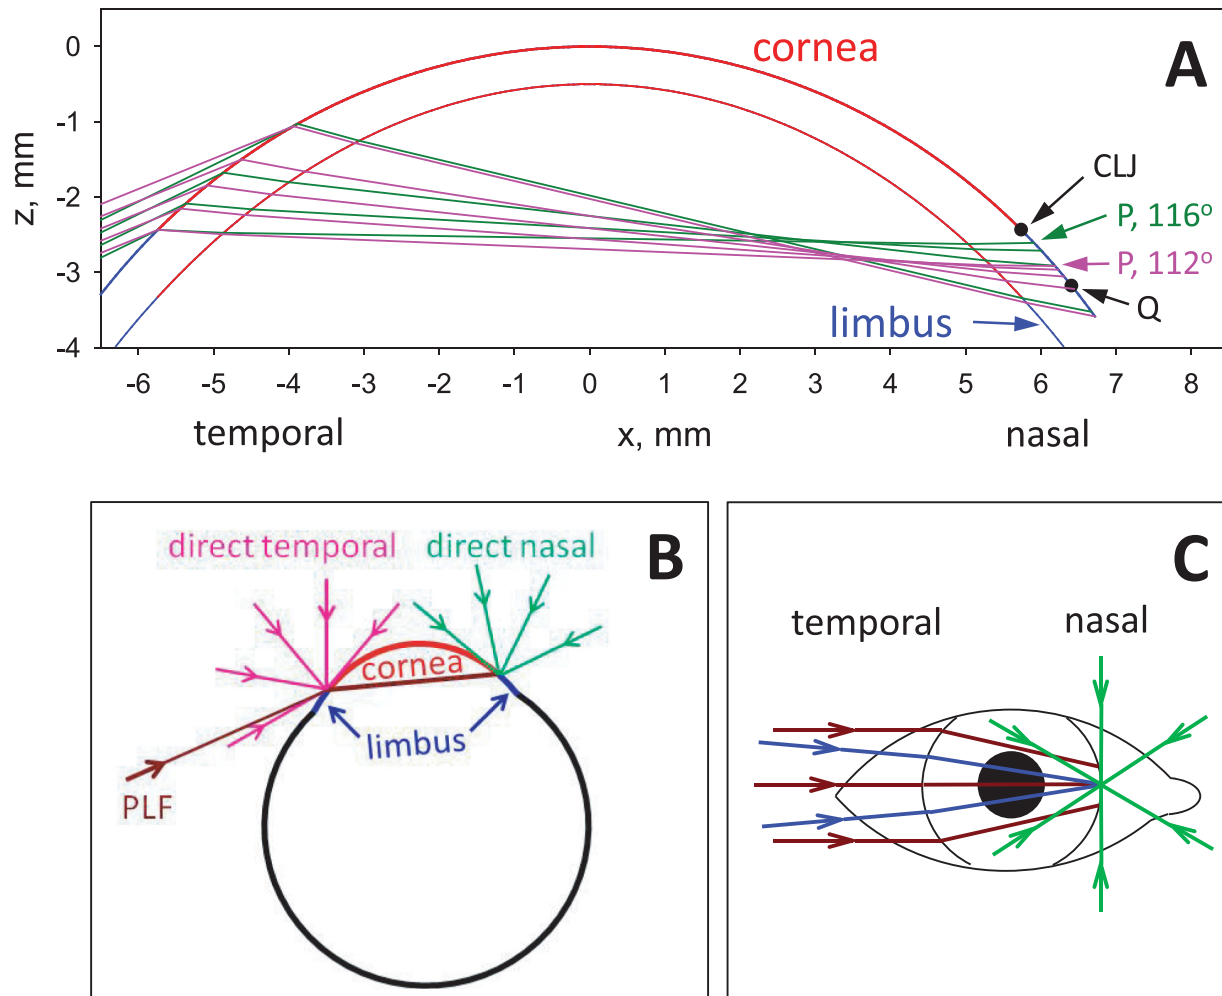 A
cornea
0
-1
-2
-3
-4
z, mm
CLJ
P, 116°
P, 112°
Q
limbus
-6 -5 -4 -3 -2 -1 0 1 2 3 4 5 6 7 8
temporal x, mm nasal
B
direct temporal direct nasal
cornea
limbus
PLF
C
temporal nasal